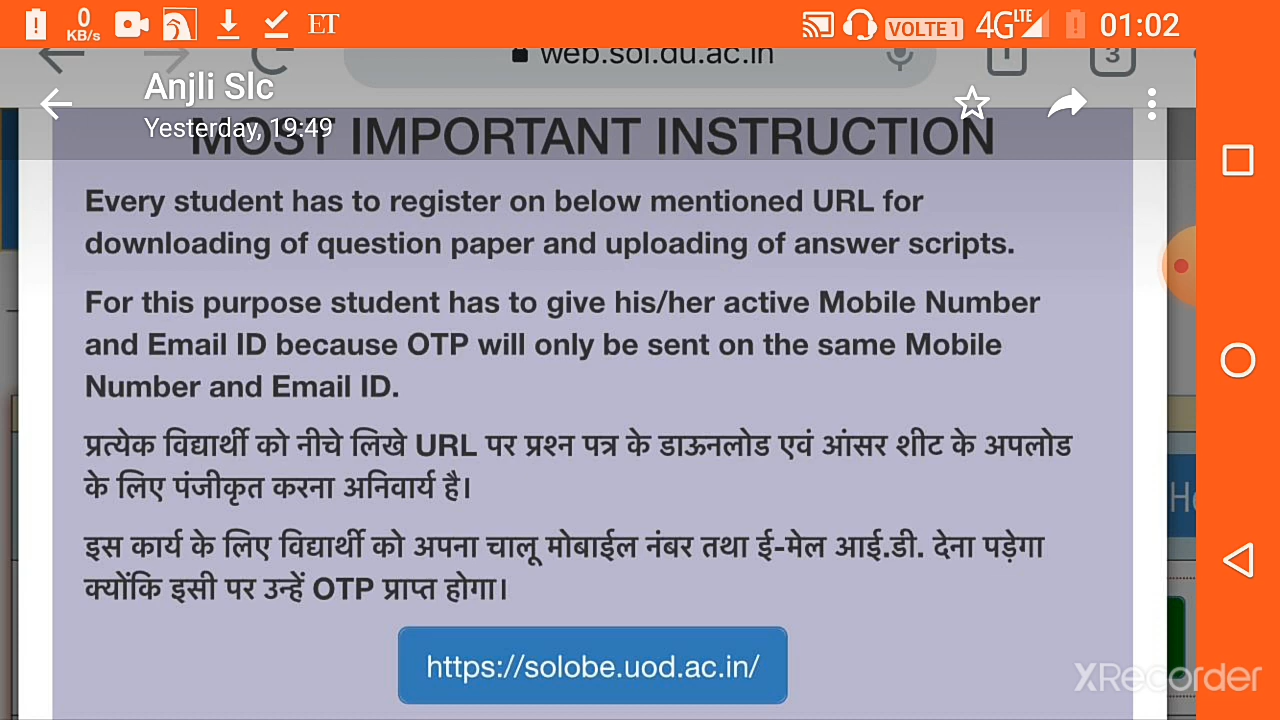 0
KB/s
ET
VOLTE 1
4G LTE
01:02
web.sol.du.ac.in
3
Anjli Slc
Yesterday, 19:49
MOST IMPORTANT INSTRUCTION
Every student has to register on below mentioned URL for
downloading of question paper and uploading of answer scripts.
For this purpose student has to give his/her active Mobile Number
and Email ID because OTP will only be sent on the same Mobile
Number and Email ID.
प्रत्येक विद्यार्थी को नीचे लिखे URL पर प्रश्न पत्र के डाऊनलोड एवं आंसर शीट के अपलोड
के लिए पंजीकृत करना अनिवार्य है।
इस कार्य के लिए विद्यार्थी को अपना चालू मोबाईल नंबर तथा ई-मेल आई.डी. देना पड़ेगा
क्योंकि इसी पर उन्हें OTP प्राप्त होगा।
https://solobe.uod.ac.in/
XRecorder